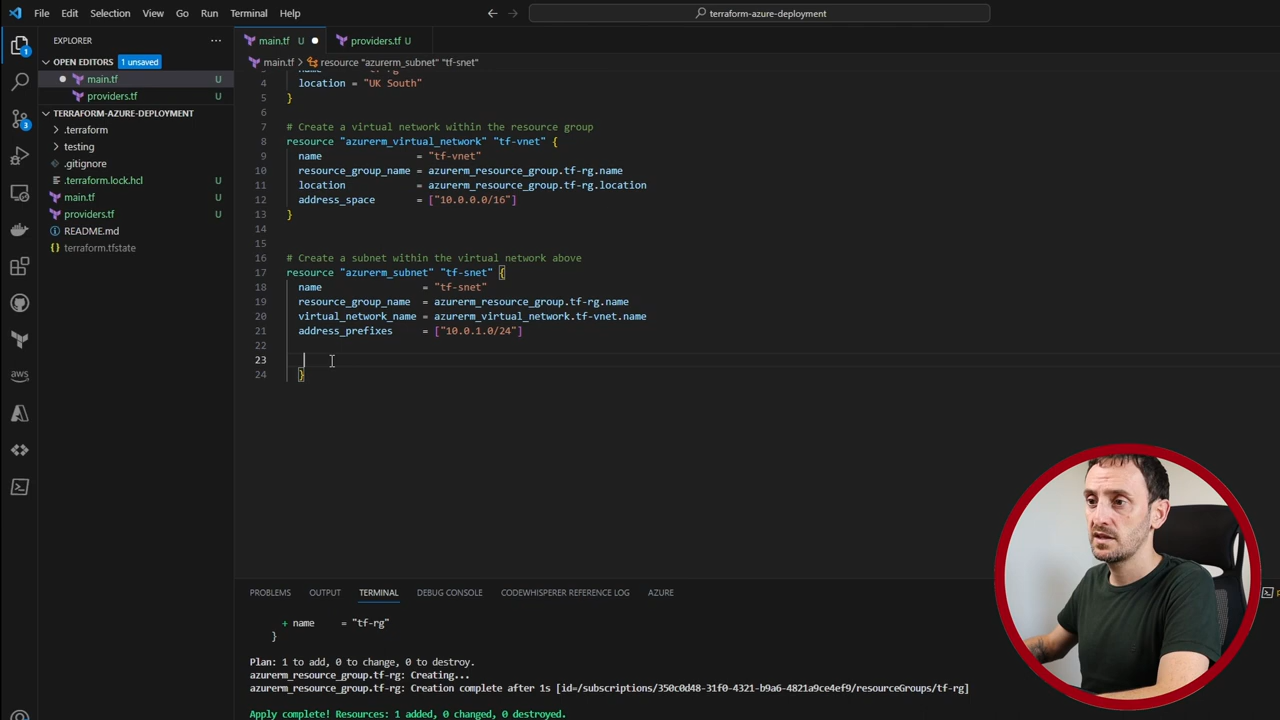 File Edit Selection View Go Run Terminal Help
terraform-azure-deployment
EXPLORER
OPEN EDITORS 1 unsaved
main.tf U
providers.tf U
TERRAFORM-AZURE-DEPLOYMENT
.terraform
testing
.gitignore
.terraform.lock.hcl U
main.tf U
providers.tf U
README.md
terraform.tfstate
1
3
aws
main.tf U
providers.tf U
main.tf > resource "azurerm_subnet" "tf-snet"
4 location = "UK South"
5 }
6
7 # Create a virtual network within the resource group
8 resource "azurerm_virtual_network" "tf-vnet" {
9 name = "tf-vnet"
10 resource_group_name = azurerm_resource_group.tf-rg.name
11 location = azurerm_resource_group.tf-rg.location
12 address_space = ["10.0.0.0/16"]
13 }
14
15
16 # Create a subnet within the virtual network above
17 resource "azurerm_subnet" "tf-snet" {
18 name = "tf-snet"
19 resource_group_name = azurerm_resource_group.tf-rg.name
20 virtual_network_name = azurerm_virtual_network.tf-vnet.name
21 address_prefixes = ["10.0.1.0/24"]
22
23
24 }
PROBLEMS OUTPUT TERMINAL DEBUG CONSOLE CODEWHISPERER REFERENCE LOG AZURE
+ name = "tf-rg"
}
Plan: 1 to add, 0 to change, 0 to destroy.
azurerm_resource_group.tf-rg: Creating...
azurerm_resource_group.tf-rg: Creation complete after 1s [id=/subscriptions/350c0d48-31f0-4321-b9a6-4821a9ce4ef9/resourceGroups/tf-rg]
Apply complete! Resources: 1 added, 0 changed, 0 destroyed.